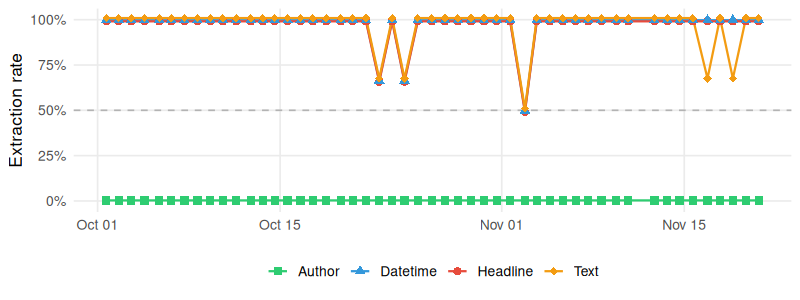 Extraction rate
100%
75%
50%
25%
0%
Oct 01 Oct 15 Nov 01 Nov 15
Author Datetime Headline Text